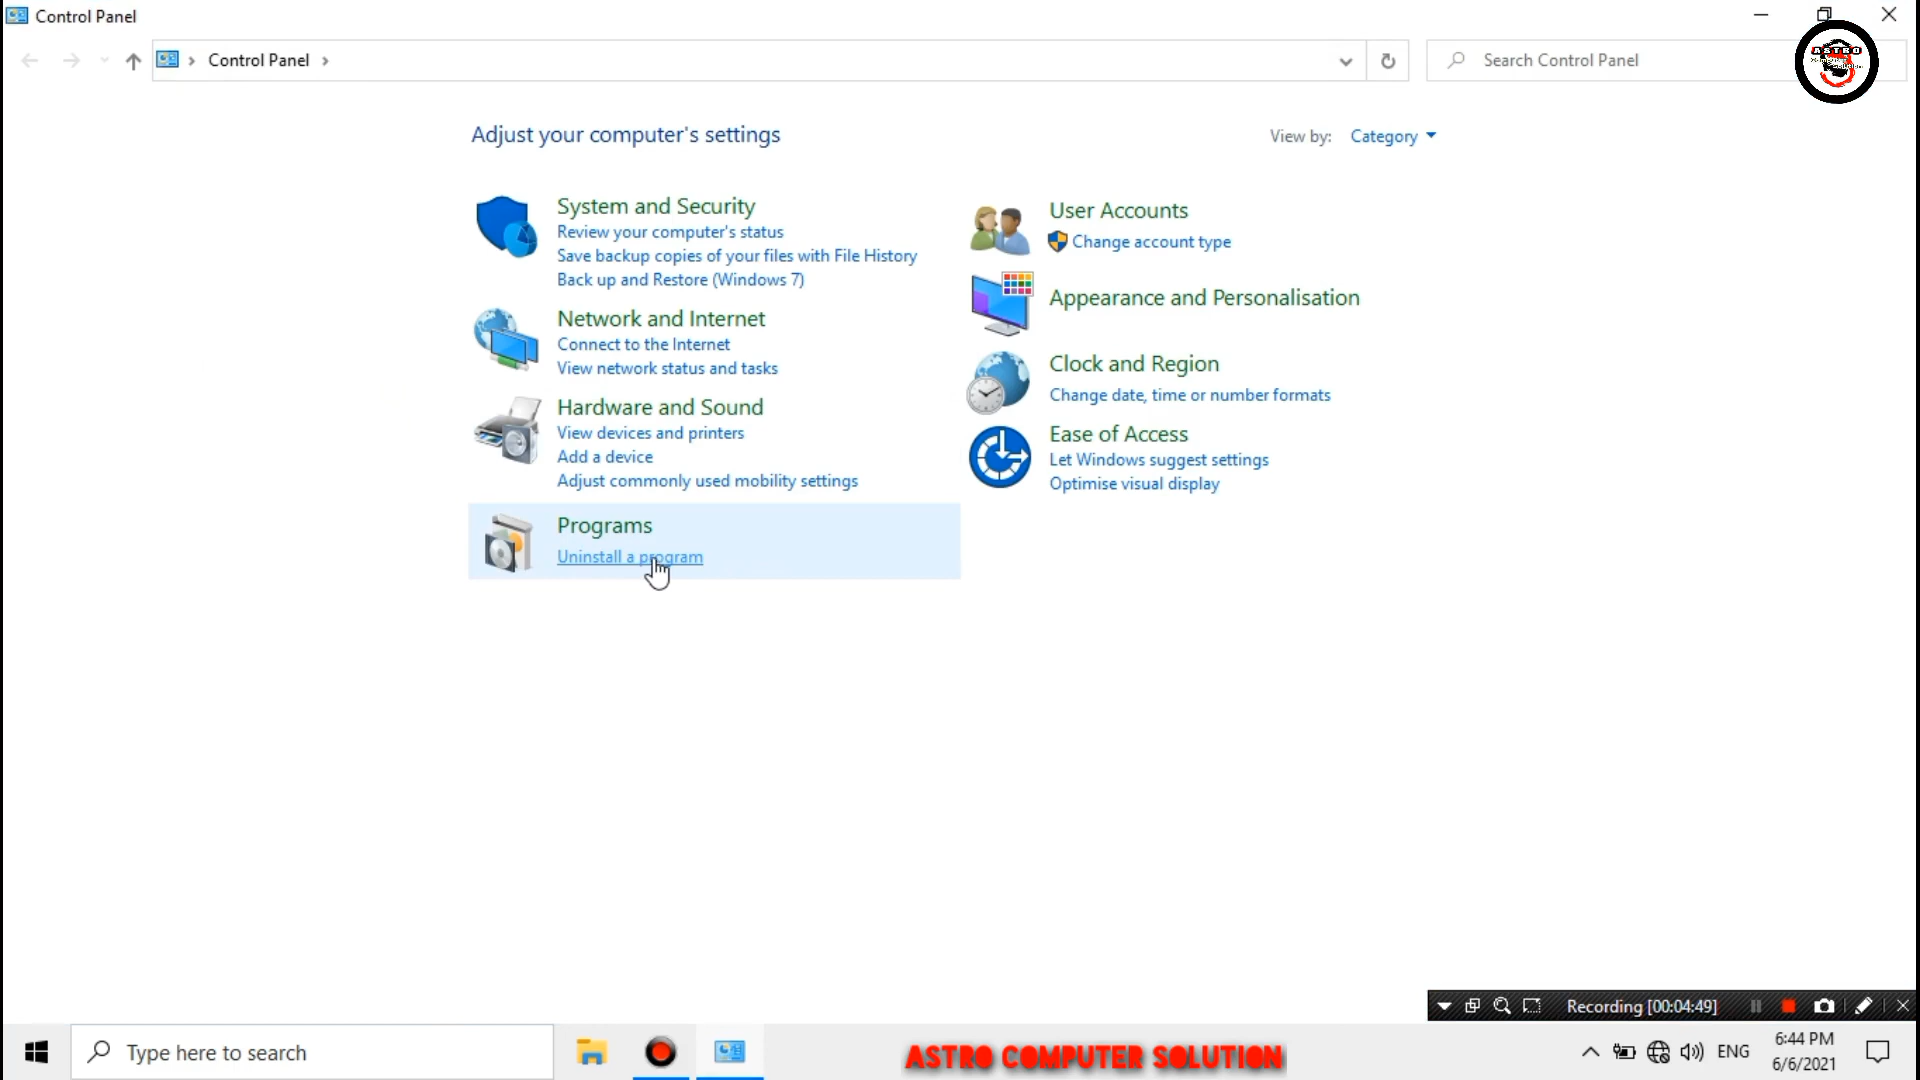 Control Panel
Control Panel
Search Control Panel
ASTRO
Adjust your computer's settings
View by: Category
System and Security
Review your computer's status
Save backup copies of your files with File History
Back up and Restore (Windows 7)
Network and Internet
Connect to the Internet
View network status and tasks
Hardware and Sound
View devices and printers
Add a device
Adjust commonly used mobility settings
Programs
Uninstall a program
User Accounts
Change account type
Appearance and Personalisation
Clock and Region
Change date, time or number formats
Ease of Access
Let Windows suggest settings
Optimise visual display
Recording [00:04:49]
Type here to search
ASTRO COMPUTER SOLUTION
ENG
6:44 PM
6/6/2021